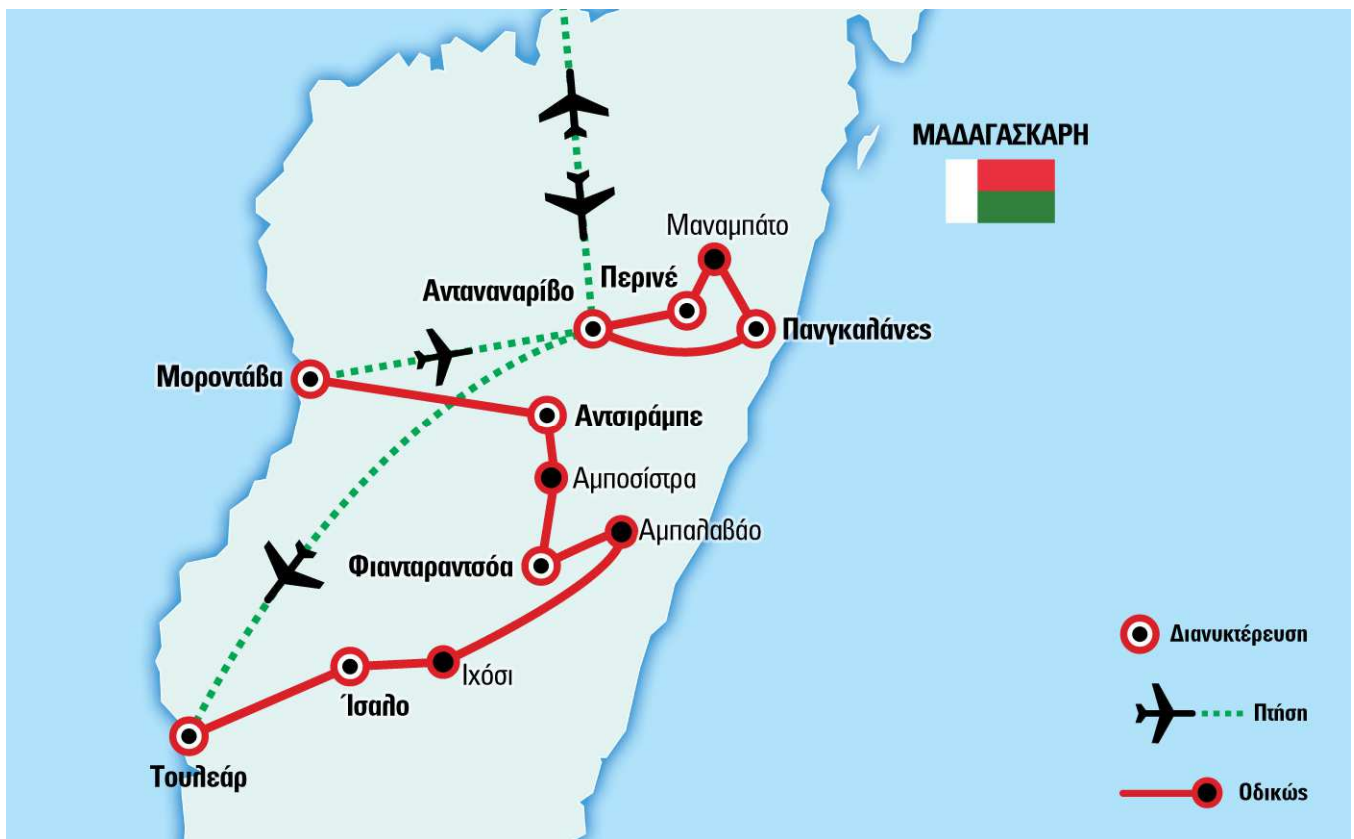 ΜΑΔΑΓΑΣΚΑΡΗ
Μαναμπάτο
Περινέ
Ανταναναρίβο
Πανγκαλάνες
Μοροντάβα
Αντσιράμπε
Αμποσίστρα
Αμπαλαβάο
Φιανταραντσόα
Διανυκτέρευση
Ιχόσι
Ίσαλο
Πτήση
Τουλεάρ
Οδικώς